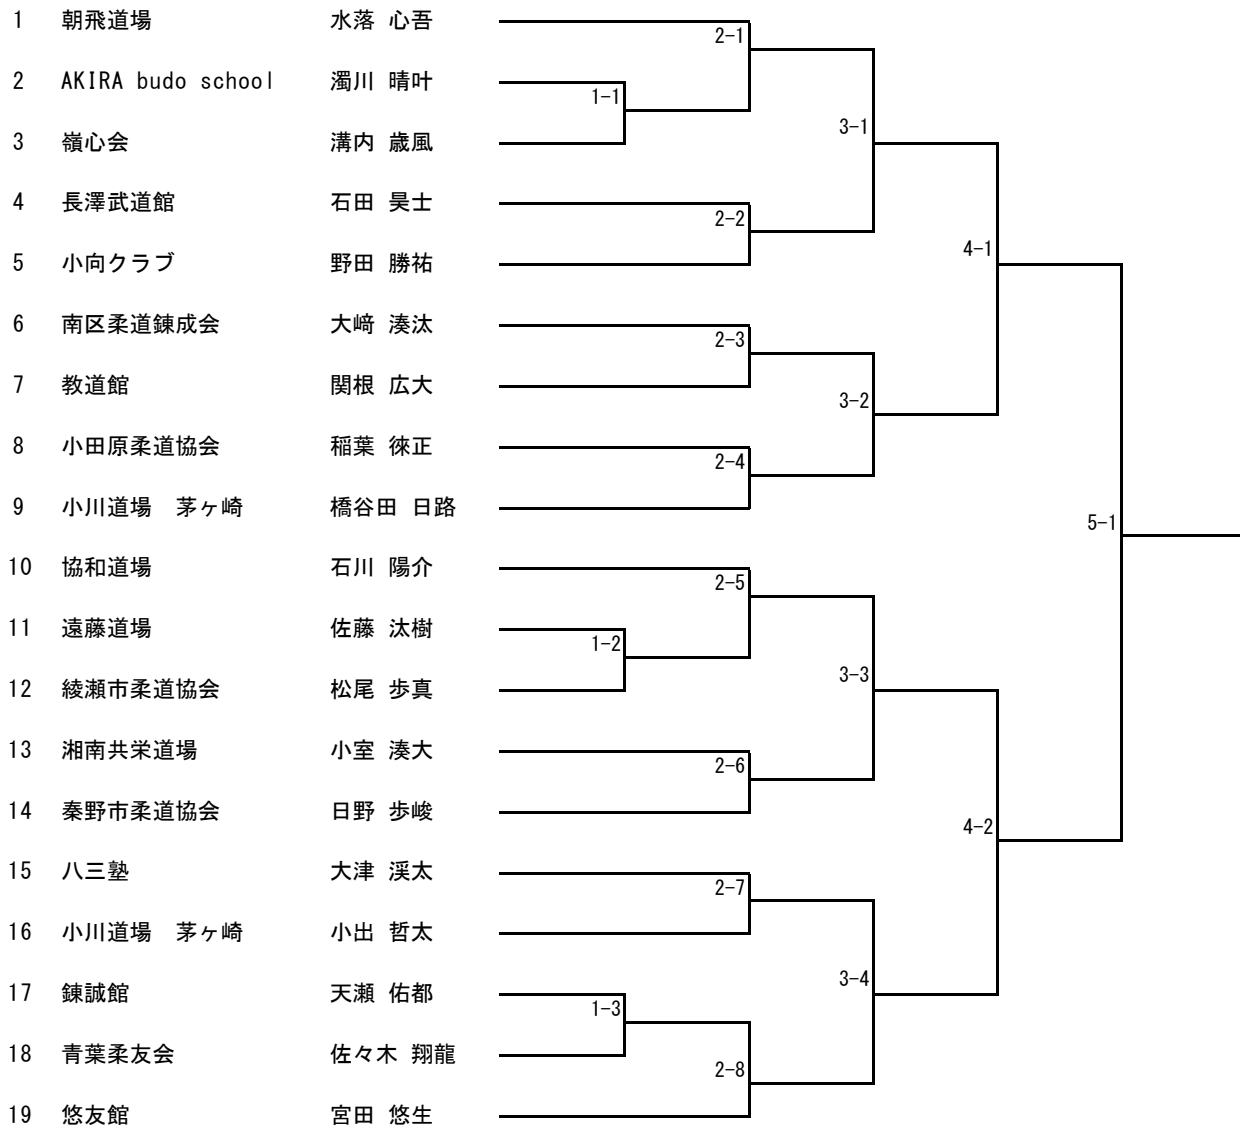 1 朝飛道場 水落 心吾
2-1
2 AKIRA budo school 濁川 晴叶
1-1
3-1
3 嶺心会 溝内 歳風
4 長澤武道館 石田 昊士
2-2
4-1
5 小向クラブ 野田 勝祐
6 南区柔道錬成会 大﨑 湊汰
2-3
7 教道館 関根 広大
3-2
8 小田原柔道協会 稲葉 徠正
2-4
9 小川道場 茅ヶ崎 橋谷田 日路
5-1
10 協和道場 石川 陽介
2-5
11 遠藤道場 佐藤 汰樹
1-2
3-3
12 綾瀬市柔道協会 松尾 歩真
13 湘南共栄道場 小室 湊大
2-6
14 秦野市柔道協会 日野 歩峻
4-2
15 八三塾 大津 渓太
2-7
16 小川道場 茅ヶ崎 小出 哲太
3-4
17 錬誠館 天瀬 佑都
1-3
18 青葉柔友会 佐々木 翔龍
2-8
19 悠友館 宮田 悠生